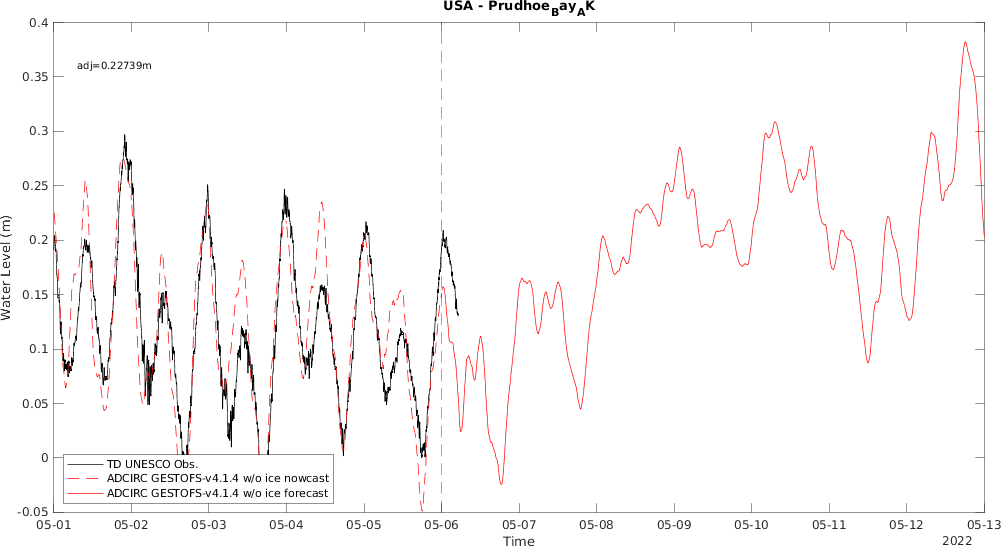 USA - PrudhoeBayAK
adj=0.22739m
0.4
0.35
0.3
0.25
0.2
0.15
0.1
0.05
0
-0.05
Water Level (m)
TD UNESCO Obs.
ADCIRC GESTOFS-v4.1.4 w/o ice nowcast
ADCIRC GESTOFS-v4.1.4 w/o ice forecast
05-01 05-02 05-03 05-04 05-05 05-06 05-07 05-08 05-09 05-10 05-11 05-12 05-13
Time
2022